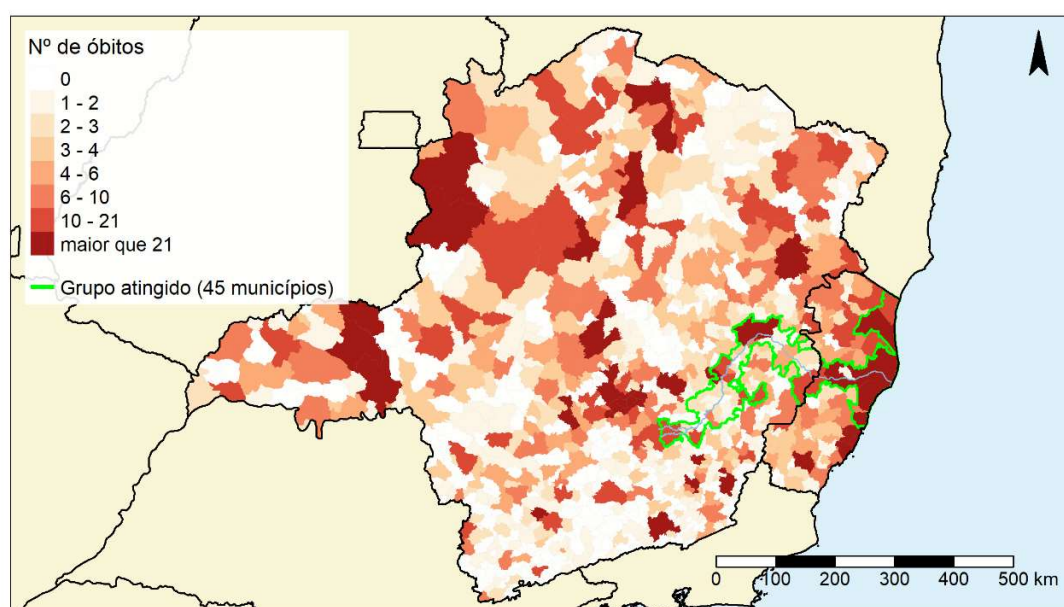 Nº de óbitos
0
1 - 2
2 - 3
3 - 4
4 - 6
6 - 10
10 - 21
maior que 21
Grupo atingido (45 municípios)
0 100 200 300 400 500 km